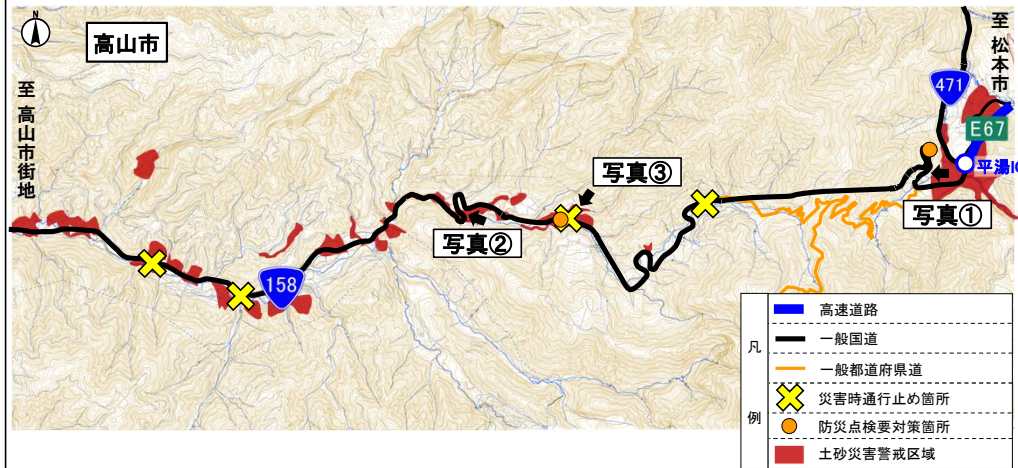 N
高山市
至 高山市街地
至 松本市
471
E67
平湯IC
写真③
写真②
写真①
158
凡例
高速道路
一般国道
一般都道府県道
災害時通行止め箇所
防災点検要対策箇所
土砂災害警戒区域